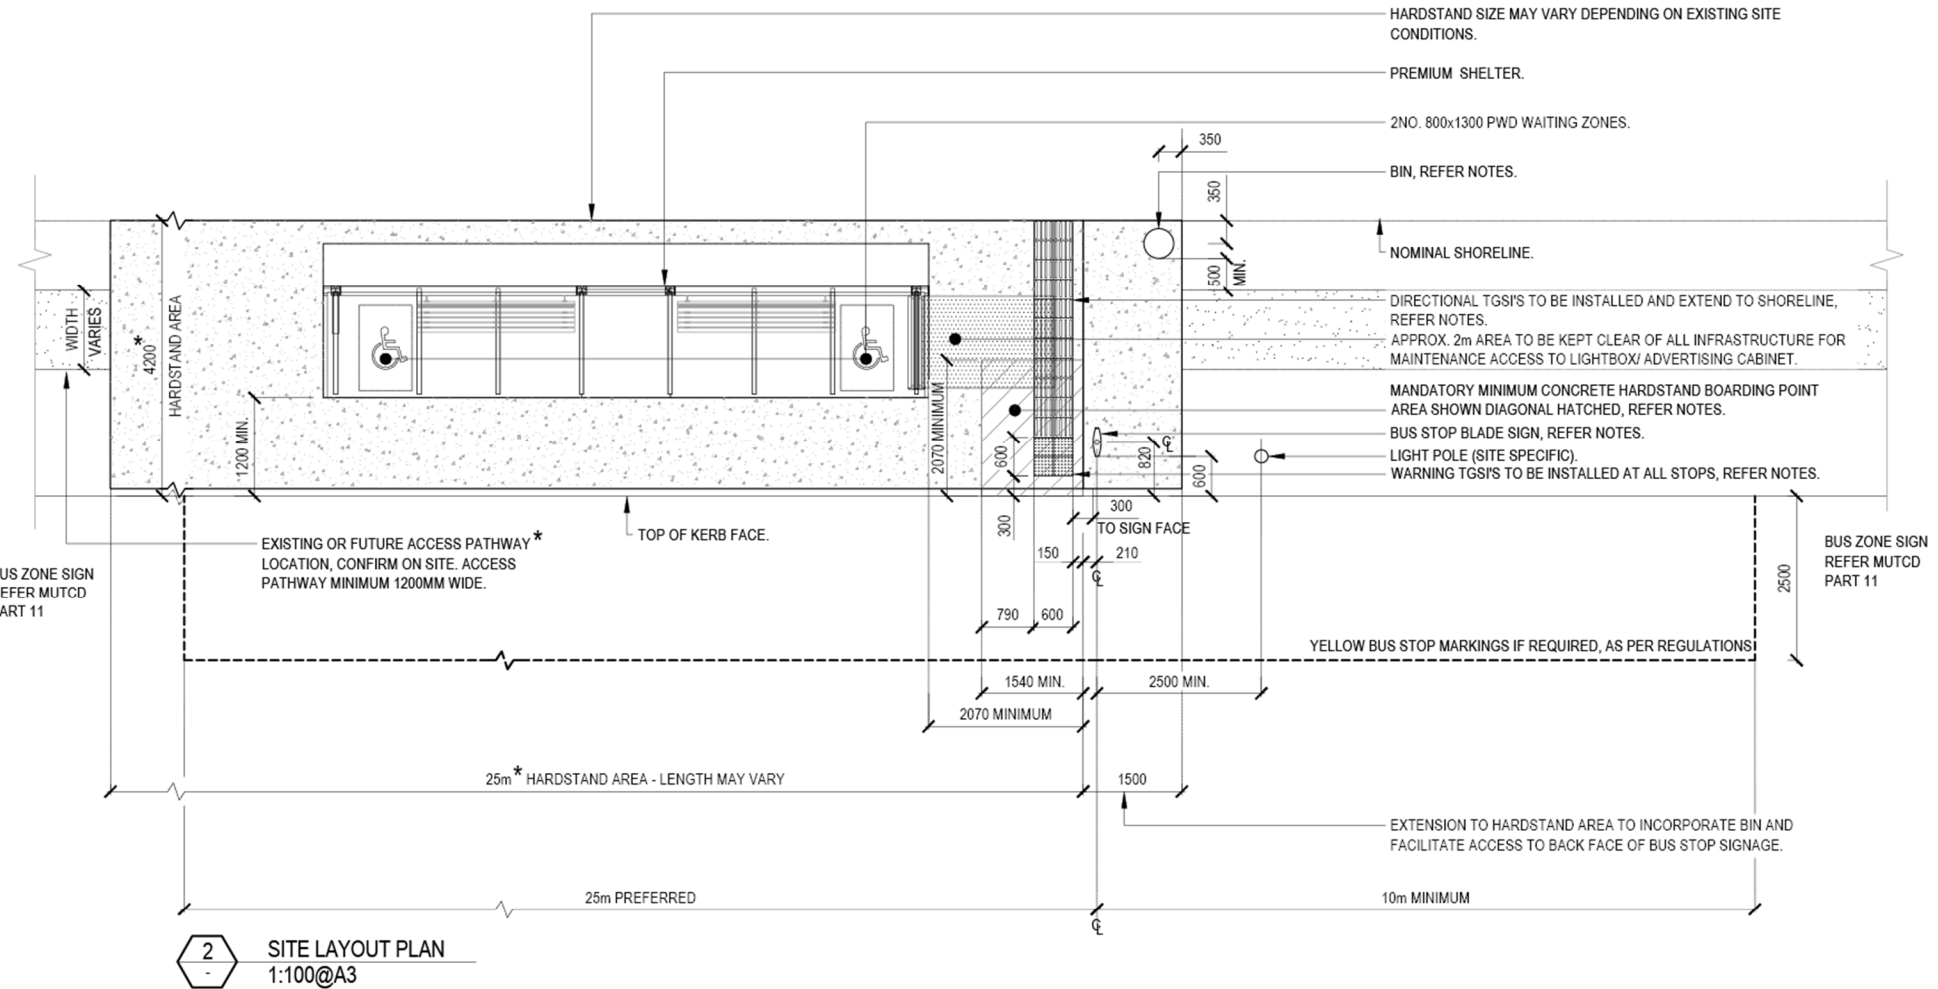 HARDSTAND SIZE MAY VARY DEPENDING ON EXISTING SITE
CONDITIONS.
PREMIUM SHELTER.
2NO. 800x1300 PWD WAITING ZONES.
350
BIN, REFER NOTES.
350
NOMINAL SHORELINE.
500
MIN.
DIRECTIONAL TGSI'S TO BE INSTALLED AND EXTEND TO SHORELINE,
REFER NOTES.
APPROX. 2m AREA TO BE KEPT CLEAR OF ALL INFRASTRUCTURE FOR
MAINTENANCE ACCESS TO LIGHTBOX/ ADVERTISING CABINET.
MANDATORY MINIMUM CONCRETE HARDSTAND BOARDING POINT
AREA SHOWN DIAGONAL HATCHED, REFER NOTES.
BUS STOP BLADE SIGN, REFER NOTES.
LIGHT POLE (SITE SPECIFIC).
WARNING TGSI'S TO BE INSTALLED AT ALL STOPS, REFER NOTES.
WIDTH
VARIES
4200*
HARDSTAND AREA
1200 MIN.
2070 MINIMUM
600
℄
820
600
300
300
TO SIGN FACE
150
210
℄
TOP OF KERB FACE.
EXISTING OR FUTURE ACCESS PATHWAY*
LOCATION, CONFIRM ON SITE. ACCESS
PATHWAY MINIMUM 1200MM WIDE.
US ZONE SIGN
EFER MUTCD
ART 11
BUS ZONE SIGN
REFER MUTCD
PART 11
2500
790
600
YELLOW BUS STOP MARKINGS IF REQUIRED, AS PER REGULATIONS
1540 MIN.
2500 MIN.
2070 MINIMUM
25m* HARDSTAND AREA - LENGTH MAY VARY
1500
EXTENSION TO HARDSTAND AREA TO INCORPORATE BIN AND
FACILITATE ACCESS TO BACK FACE OF BUS STOP SIGNAGE.
25m PREFERRED
10m MINIMUM
℄
2
-
SITE LAYOUT PLAN
1:100@A3